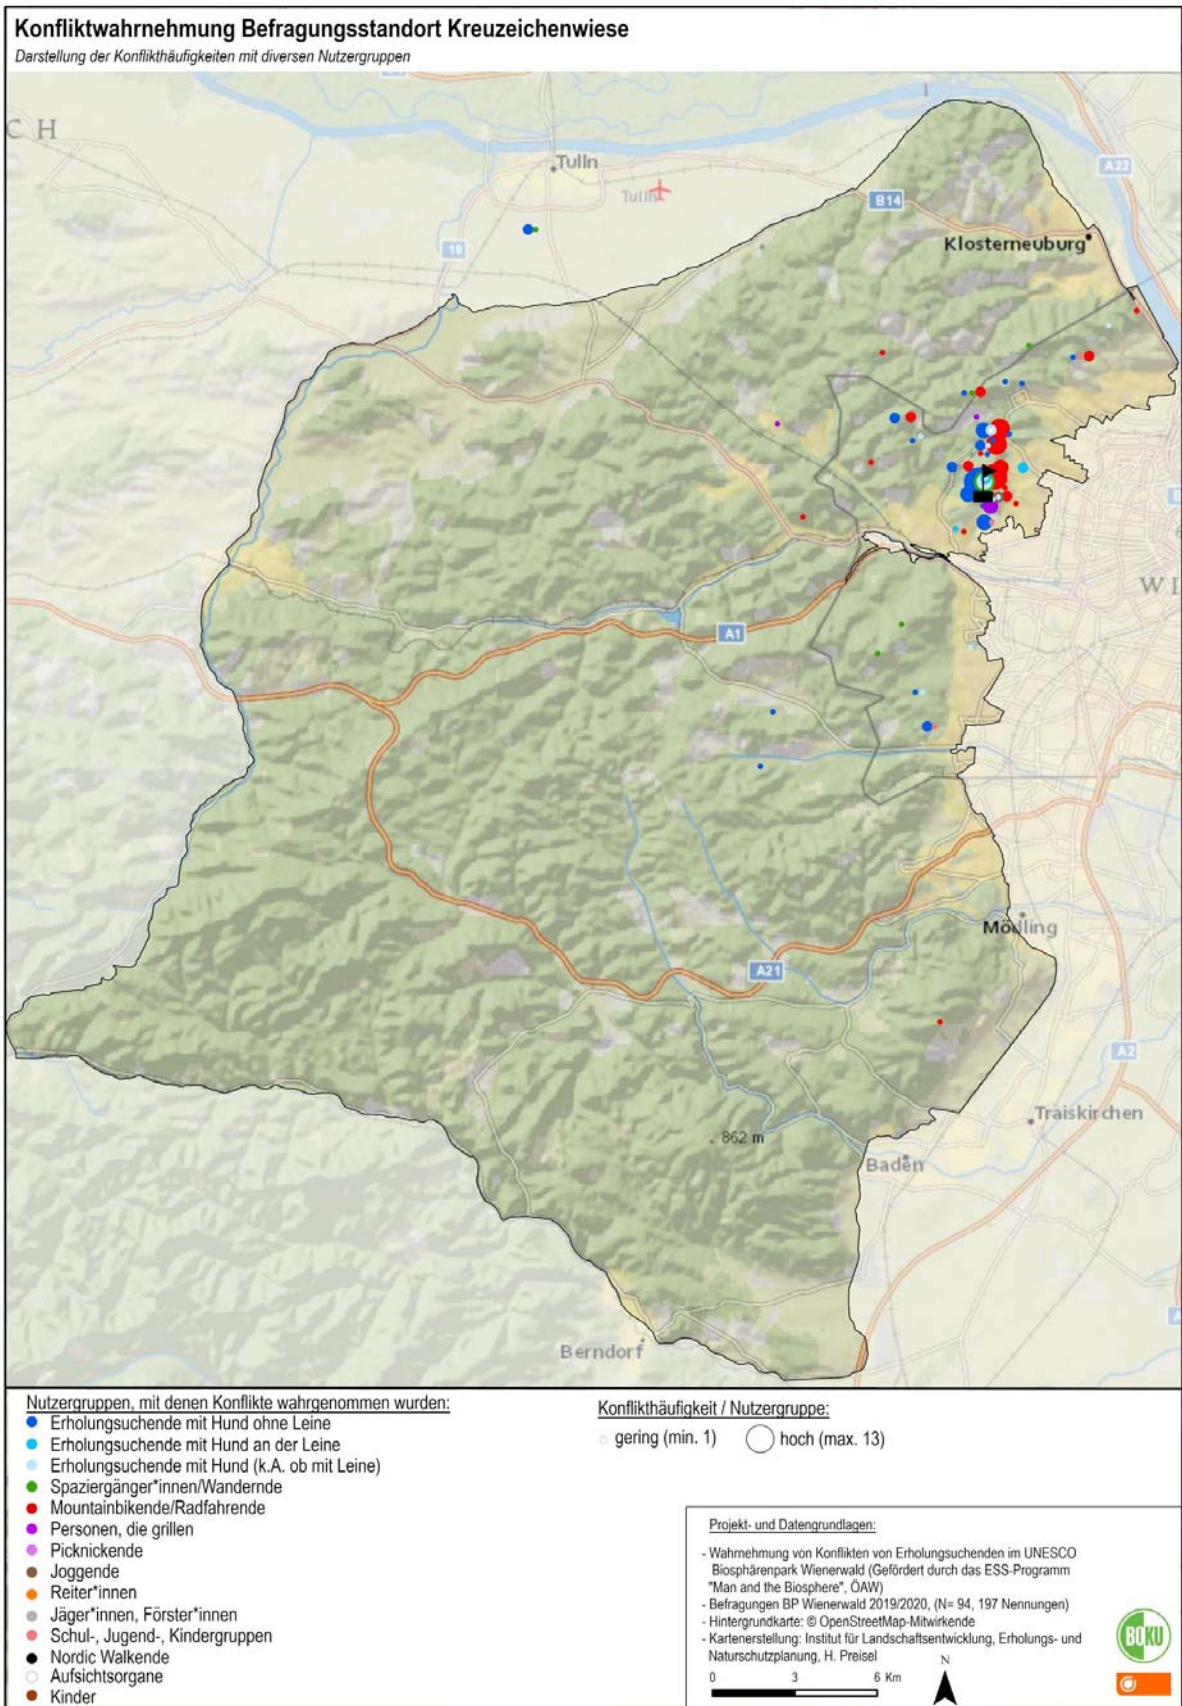 Konfliktwahrnehmung Befragungsstandort Kreuzeichenwiese
Darstellung der Konflikthäufigkeiten mit diversen Nutzergruppen
C H
Tulln
A22
Tulln
B14
19
Klosterneuburg
WI
A1
Mödling
A21
A2
Traiskirchen
. 862 m
Baden
Berndorf
Nutzergruppen, mit denen Konflikte wahrgenommen wurden:
Erholungsuchende mit Hund ohne Leine
Erholungsuchende mit Hund an der Leine
Erholungsuchende mit Hund (k.A. ob mit Leine)
Spaziergänger*innen/Wandernde
Mountainbikende/Radfahrende
Personen, die grillen
Picknickende
Joggende
Reiter*innen
Jäger*innen, Förster*innen
Schul-, Jugend-, Kindergruppen
Nordic Walkende
Aufsichtsorgane
Kinder
Konflikthäufigkeit / Nutzergruppe:
gering (min. 1) hoch (max. 13)
Projekt- und Datengrundlagen:
- Wahrnehmung von Konflikten von Erholungsuchenden im UNESCO
Biosphärenpark Wienerwald (Gefördert durch das ESS-Programm
"Man and the Biosphere", ÖAW)
- Befragungen BP Wienerwald 2019/2020, (N= 94, 197 Nennungen)
- Hintergrundkarte: © OpenStreetMap-Mitwirkende
- Kartenerstellung: Institut für Landschaftsentwicklung, Erholungs- und
Naturschutzplanung, H. Preisel
N
0 3 6 Km
BOKU